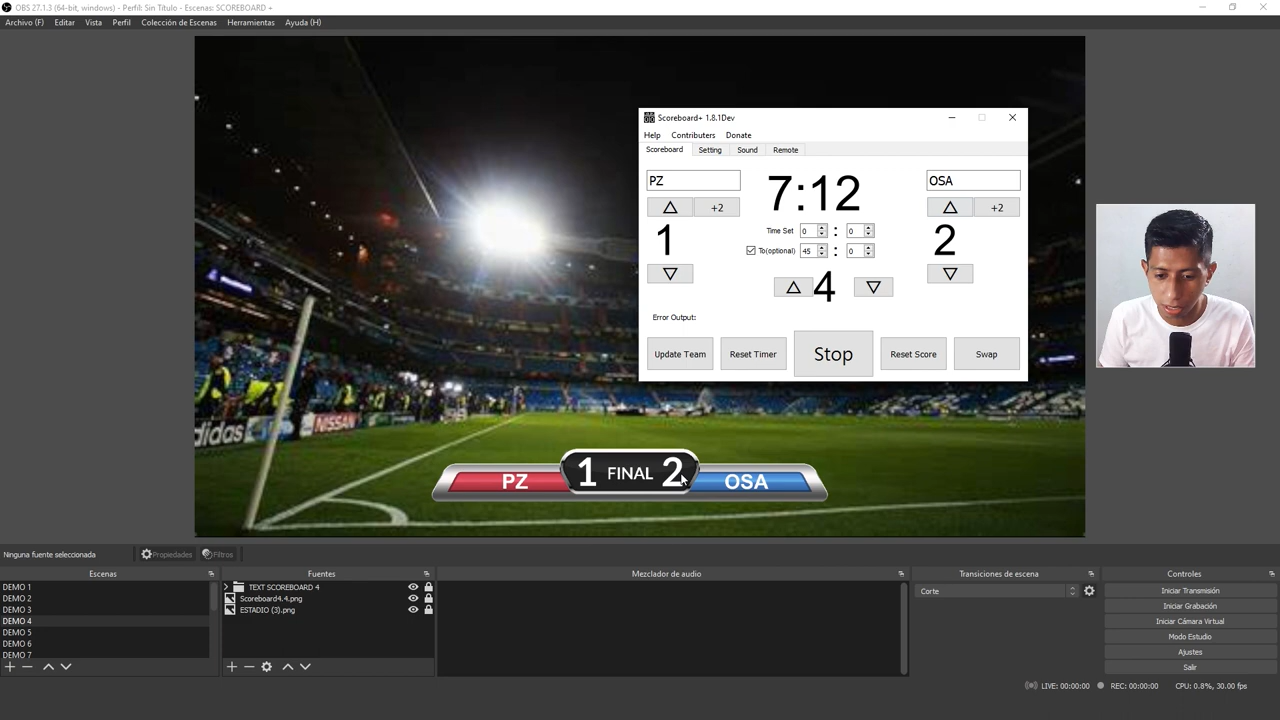 OBS 27.1.3 (64-bit, windows) - Perfil: Sin Título - Escenas: SCOREBOARD +
Archivo (F) Editar Vista Perfil Colección de Escenas Herramientas Ayuda (H)
Scoreboard+ 1.8.1Dev
Help Contributers Donate
Scoreboard Setting Sound Remote
PZ 7:12 OSA
+2 +2
Time Set 0 : 0
1 2
To(optional) 45 : 0
4
Error Output:
Update Team Reset Timer Stop Reset Score Swap
adidas NISSAN
PZ 1 FINAL 2 OSA
Ninguna fuente seleccionada Propiedades Filtros
Escenas Fuentes Mezclador de audio Transiciones de escena Controles
DEMO 1
DEMO 2
DEMO 3
DEMO 4
DEMO 5
DEMO 6
DEMO 7
TEXT SCOREBOARD 4
Scoreboard4.4.png
ESTADIO (3).png
Corte
Iniciar Transmisión
Iniciar Grabación
Iniciar Cámara Virtual
Modo Estudio
Ajustes
Salir
LIVE: 00:00:00 REC: 00:00:00 CPU: 0.8%, 30.00 fps